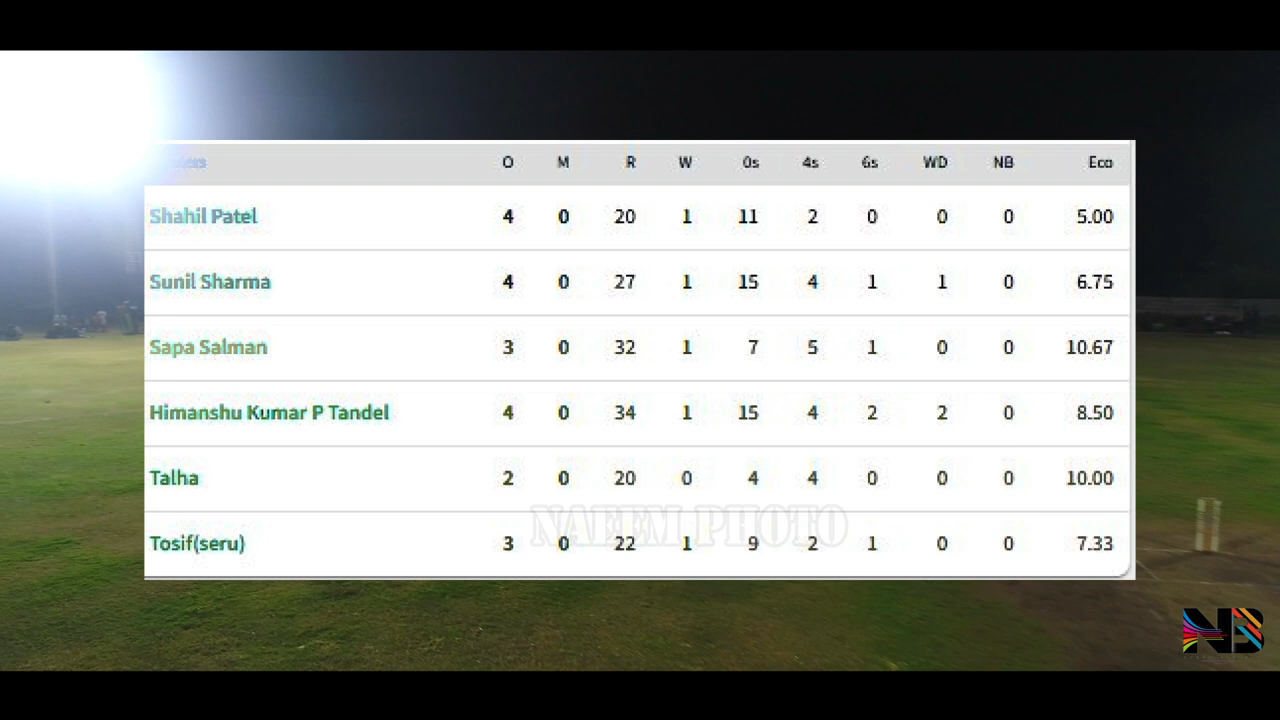 O M R W 0s 4s 6s WD NB Eco
Shahil Patel 4 0 20 1 11 2 0 0 0 5.00
Sunil Sharma 4 0 27 1 15 4 1 1 0 6.75
Sapa Salman 3 0 32 1 7 5 1 0 0 10.67
Himanshu Kumar P Tandel 4 0 34 1 15 4 2 2 0 8.50
Talha 2 0 20 0 4 4 0 0 0 10.00
NAEEM PHOTO
Tosif(seru) 3 0 22 1 9 2 1 0 0 7.33
NB